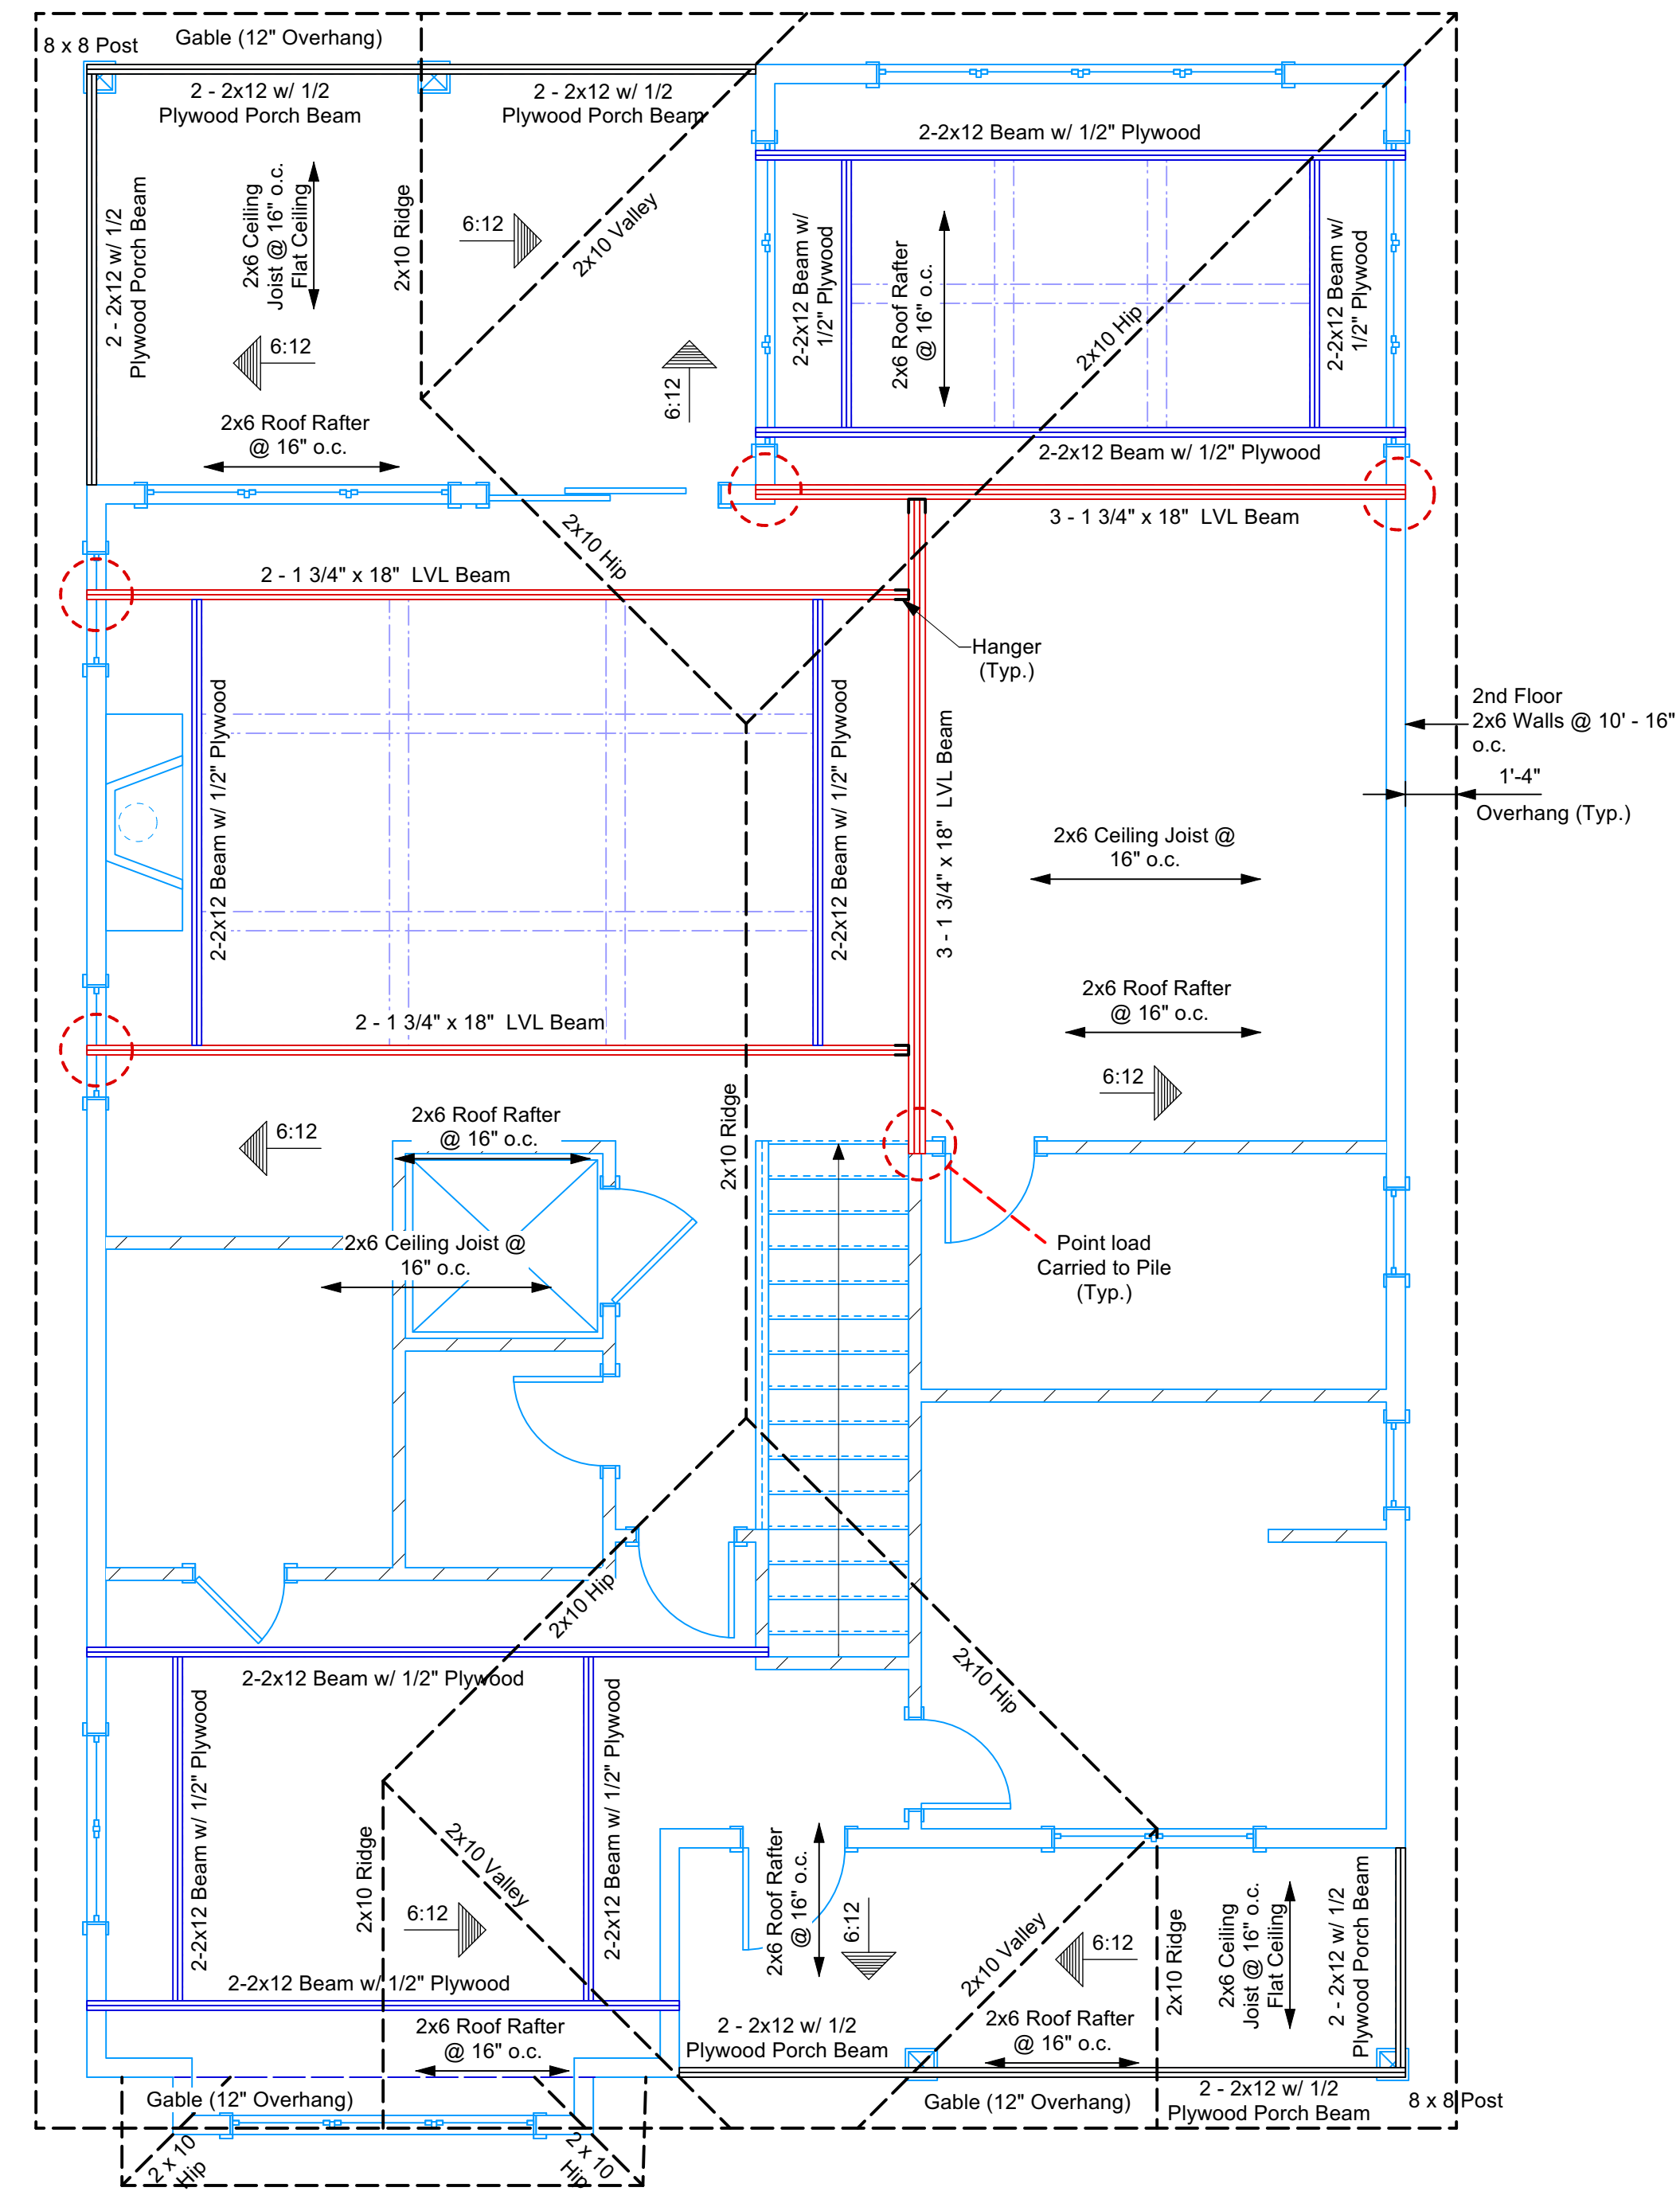 Gable (12" Overhang)
8 x 8 Post
2 - 2x12 w/ 1/2
Plywood Porch Beam
2 - 2x12 w/ 1/2
Plywood Porch Beam
2-2x12 Beam w/ 1/2" Plywood
2 - 2x12 w/ 1/2
Plywood Porch Beam
2x6 Ceiling
Joist @ 16" o.c.
Flat Ceiling
2x10 Ridge
6:12
2x10 Valley
2-2x12 Beam w/
1/2" Plywood
2x6 Roof Rafter
@ 16" o.c.
2-2x12 Beam w/
1/2" Plywood
6:12
6:12
2x10 Hip
2x6 Roof Rafter
@ 16" o.c.
2-2x12 Beam w/ 1/2" Plywood
3 - 1 3/4" x 18" LVL Beam
2x10 Hip
2 - 1 3/4" x 18" LVL Beam
Hanger
(Typ.)
2nd Floor
2x6 Walls @ 10' - 16"
o.c.
1'-4"
Overhang (Typ.)
2-2x12 Beam w/ 1/2" Plywood
2-2x12 Beam w/ 1/2" Plywood
3 - 1 3/4" x 18" LVL Beam
2x6 Ceiling Joist @
16" o.c.
2x6 Roof Rafter
@ 16" o.c.
2 - 1 3/4" x 18" LVL Beam
6:12
2x6 Roof Rafter
@ 16" o.c.
6:12
2x10 Ridge
2x6 Ceiling Joist @
16" o.c.
Point load
Carried to Pile
(Typ.)
2x10 Hip
2x10 Hip
2-2x12 Beam w/ 1/2" Plywood
2-2x12 Beam w/ 1/2" Plywood
2-2x12 Beam w/ 1/2" Plywood
2x10 Ridge
2x10 Valley
6:12
2x6 Roof Rafter
@ 16" o.c.
6:12
2x10 Valley
6:12
2x10 Ridge
2x6 Ceiling
Joist @ 16" o.c.
Flat Ceiling
2 - 2x12 w/ 1/2
Plywood Porch Beam
2-2x12 Beam w/ 1/2" Plywood
2x6 Roof Rafter
@ 16" o.c.
2 - 2x12 w/ 1/2
Plywood Porch Beam
2x6 Roof Rafter
@ 16" o.c.
Gable (12" Overhang)
Gable (12" Overhang)
2 - 2x12 w/ 1/2
Plywood Porch Beam
8 x 8 Post
2 x 10
Hip
2 x 10
Hip